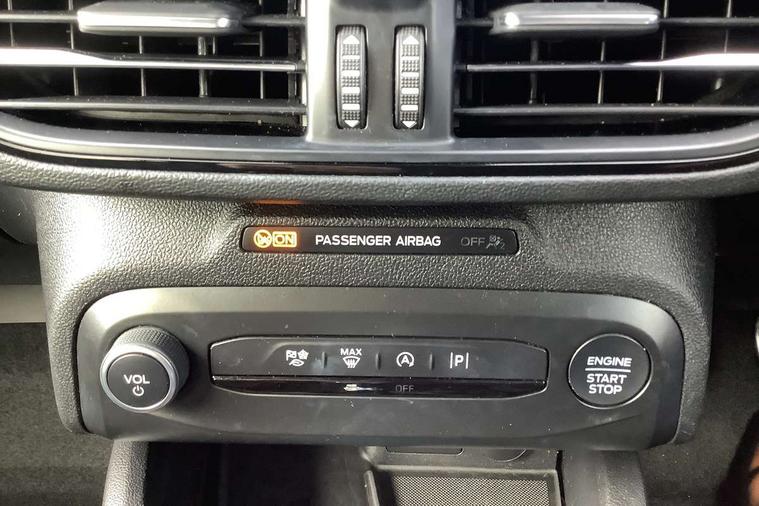 ON PASSENGER AIRBAG OFF
VOL
MAX
A
P
OFF
ENGINE
START
STOP